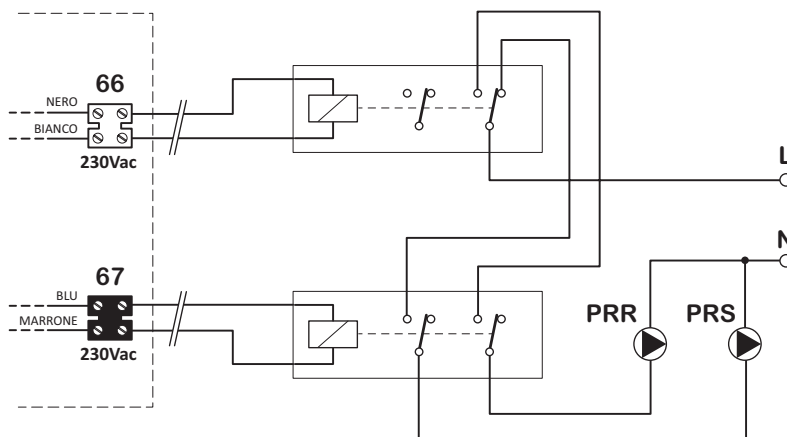 66
NERO
BIANCO
230Vac
L
N
67
BLU
MARRONE
230Vac
PRR
PRS